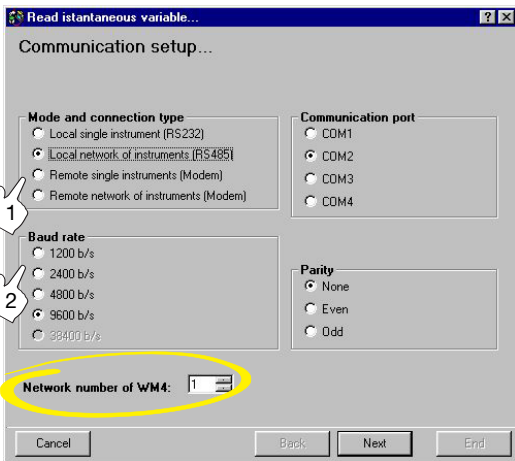 Read istantaneous variable...
Communication setup...
Mode and connection type
Local single instrument (RS232)
Local network of instruments (RS485)
Remote single instruments (Modem)
Remote network of instruments (Modem)
1
Communication port
COM1
COM2
COM3
COM4
Baud rate
1200 b/s
2400 b/s
4800 b/s
9600 b/s
38400 b/s
2
Parity
None
Even
Odd
Network number of WM4: 1
Cancel Back Next End